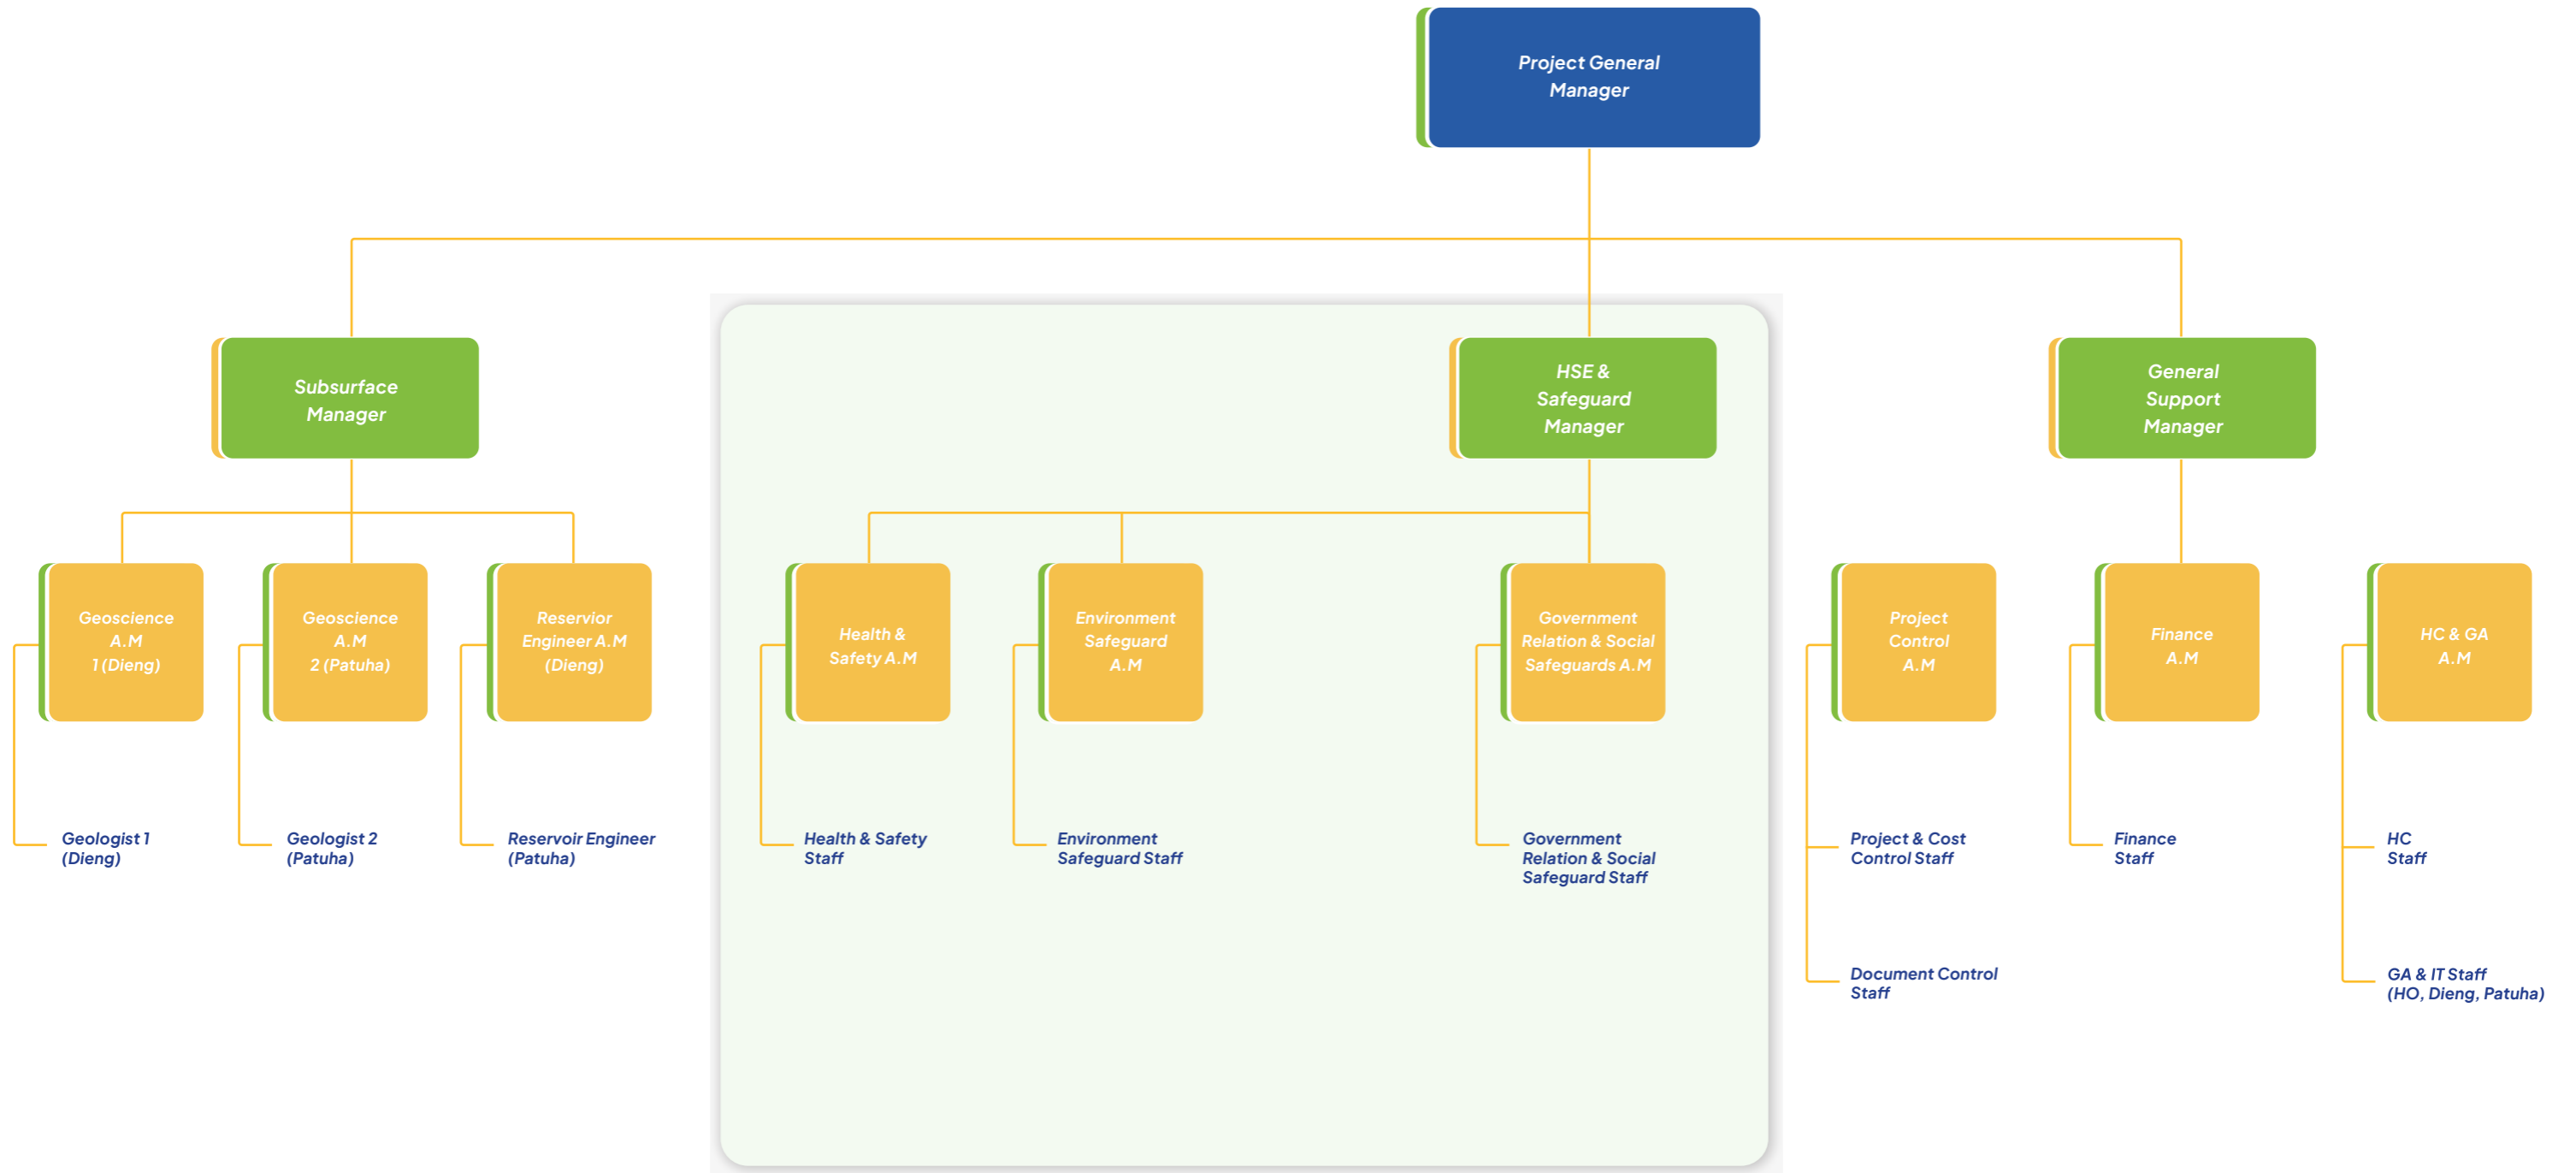 Project General
Manager
Subsurface
Manager
HSE &
Safeguard
Manager
General
Support
Manager
Geoscience
A.M
1 (Dieng)
Geoscience
A.M
2 (Patuha)
Reservior
Engineer A.M
(Dieng)
Health &
Safety A.M
Environment
Safeguard
A.M
Government
Relation & Social
Safeguards A.M
Project
Control
A.M
Finance
A.M
HC & GA
A.M
Geologist 1
(Dieng)
Geologist 2
(Patuha)
Reservoir Engineer
(Patuha)
Health & Safety
Staff
Environment
Safeguard Staff
Government
Relation & Social
Safeguard Staff
Project & Cost
Control Staff
Finance
Staff
HC
Staff
Document Control
Staff
GA & IT Staff
(HO, Dieng, Patuha)